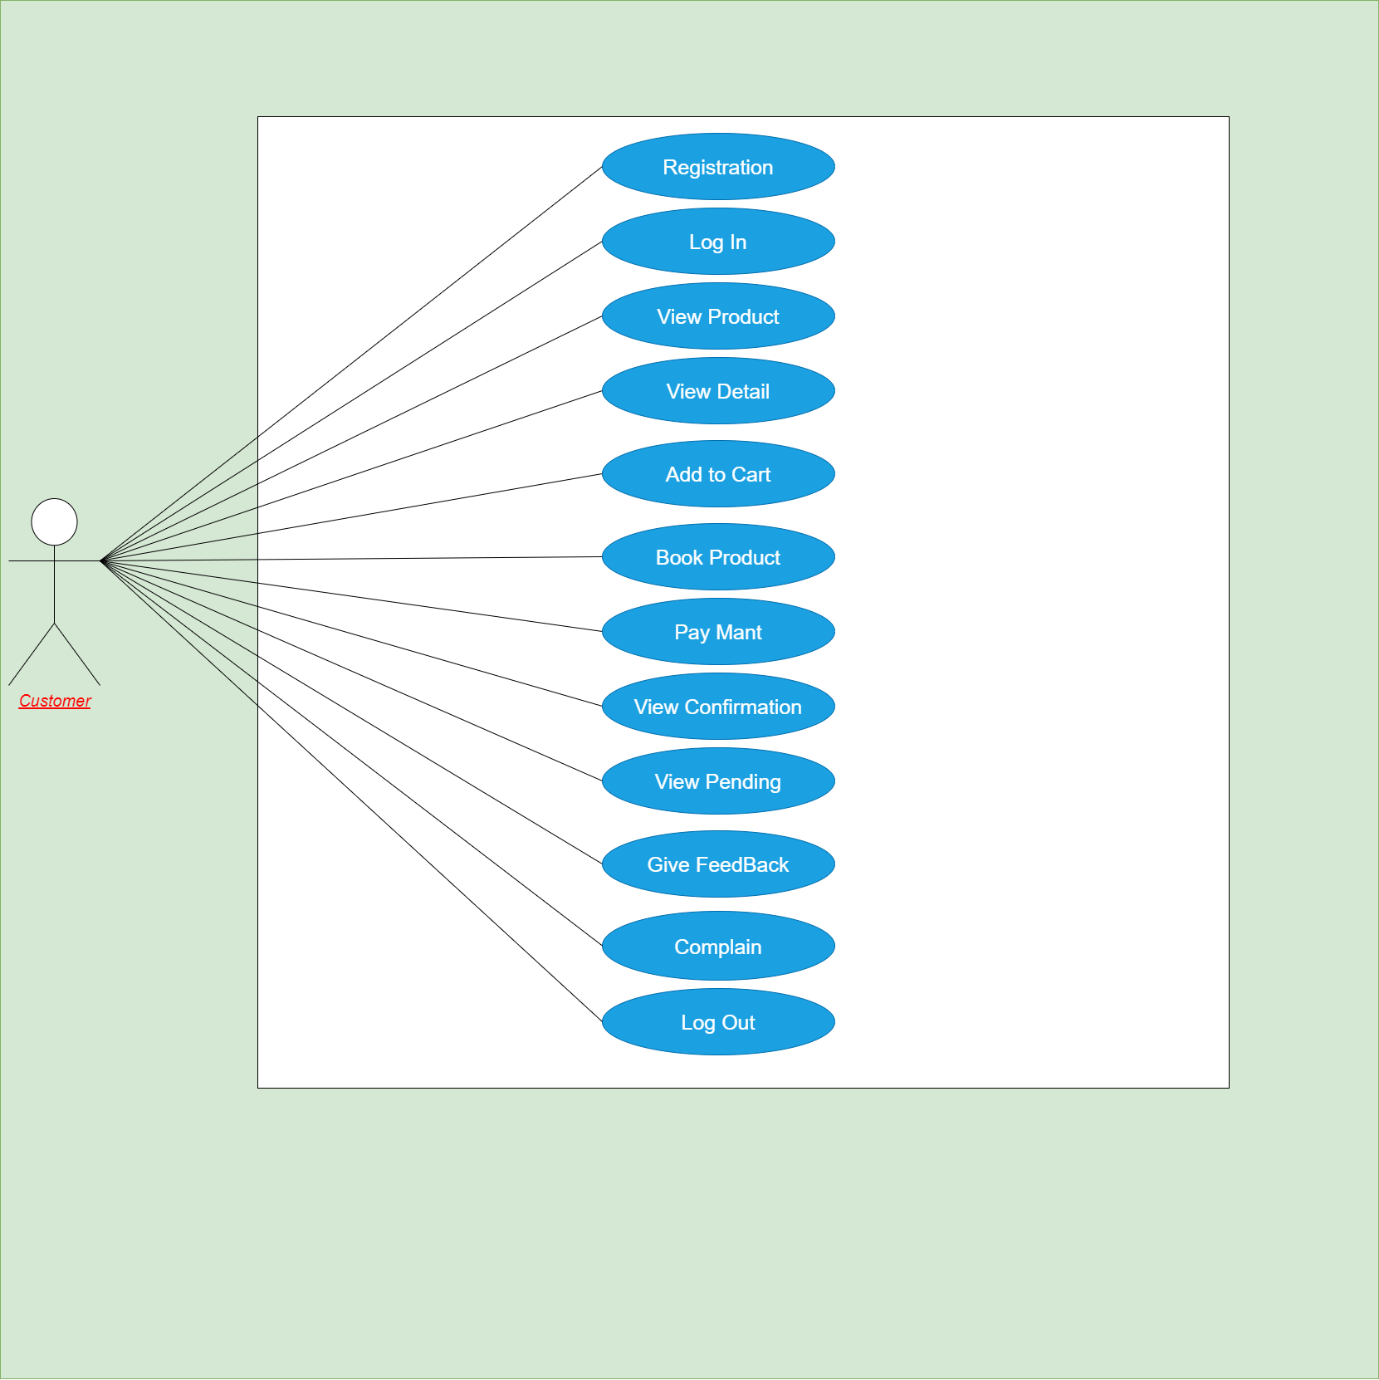 Registration
Log In
View Product
View Detail
Add to Cart
Book Product
Pay Mant
View Confirmation
View Pending
Give FeedBack
Complain
Log Out
Customer